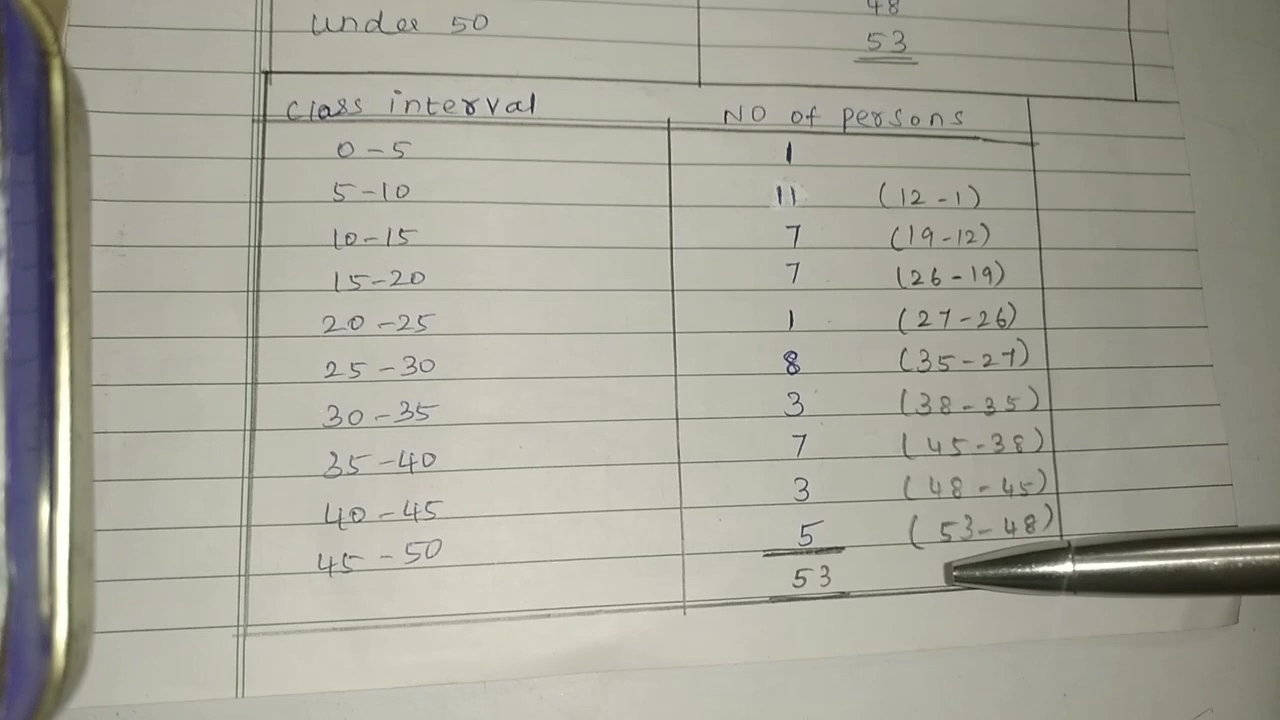 48
Under 50 53
Class interval NO of persons
0-5 1
5-10 11 (12-1)
10-15 7 (19-12)
15-20 7 (26-19)
20-25 1 (27-26)
25-30 8 (35-27)
30-35 3 (38-35)
35-40 7 (45-38)
40-45 3 (48-45)
45-50 5 (53-48)
53